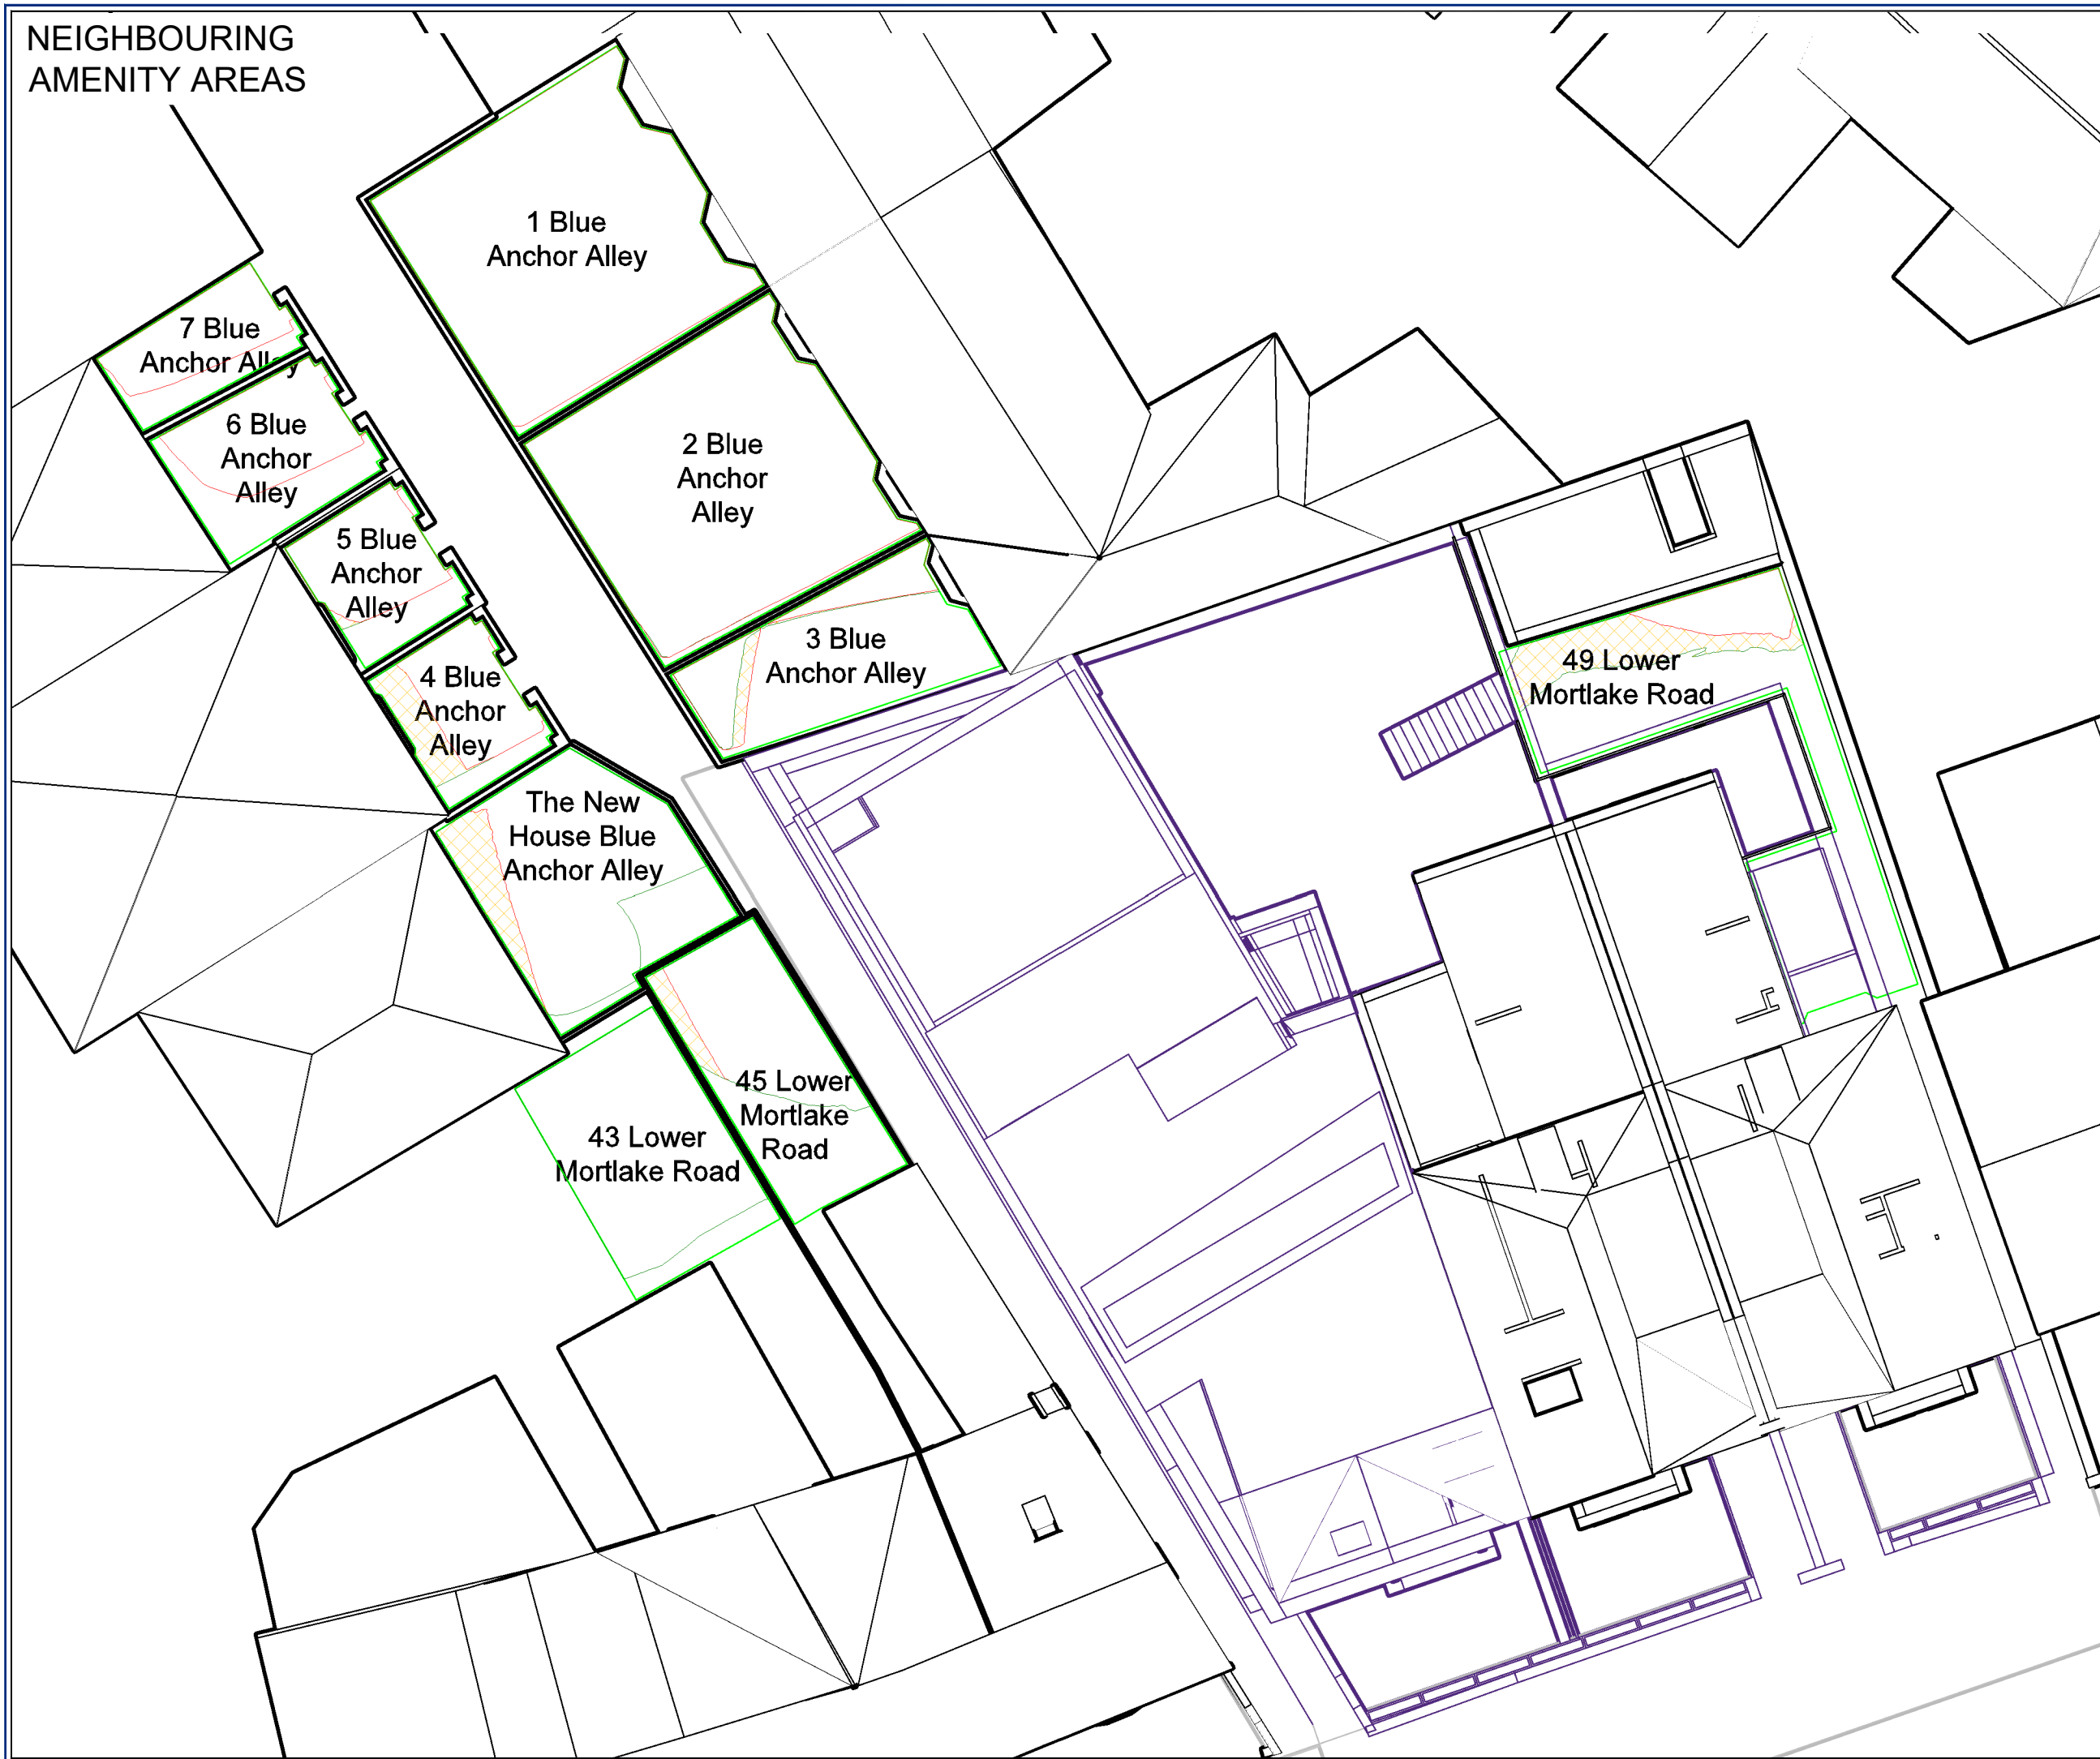 NEIGHBOURING
AMENITY AREAS
1 Blue
Anchor Alley
7 Blue
Anchor Alley
6 Blue
Anchor
Alley
2 Blue
Anchor
Alley
5 Blue
Anchor
Alley
3 Blue
Anchor Alley
49 Lower
Mortlake Road
4 Blue
Anchor
Alley
The New
House Blue
Anchor Alley
45 Lower
Mortlake
Road
43 Lower
Mortlake Road